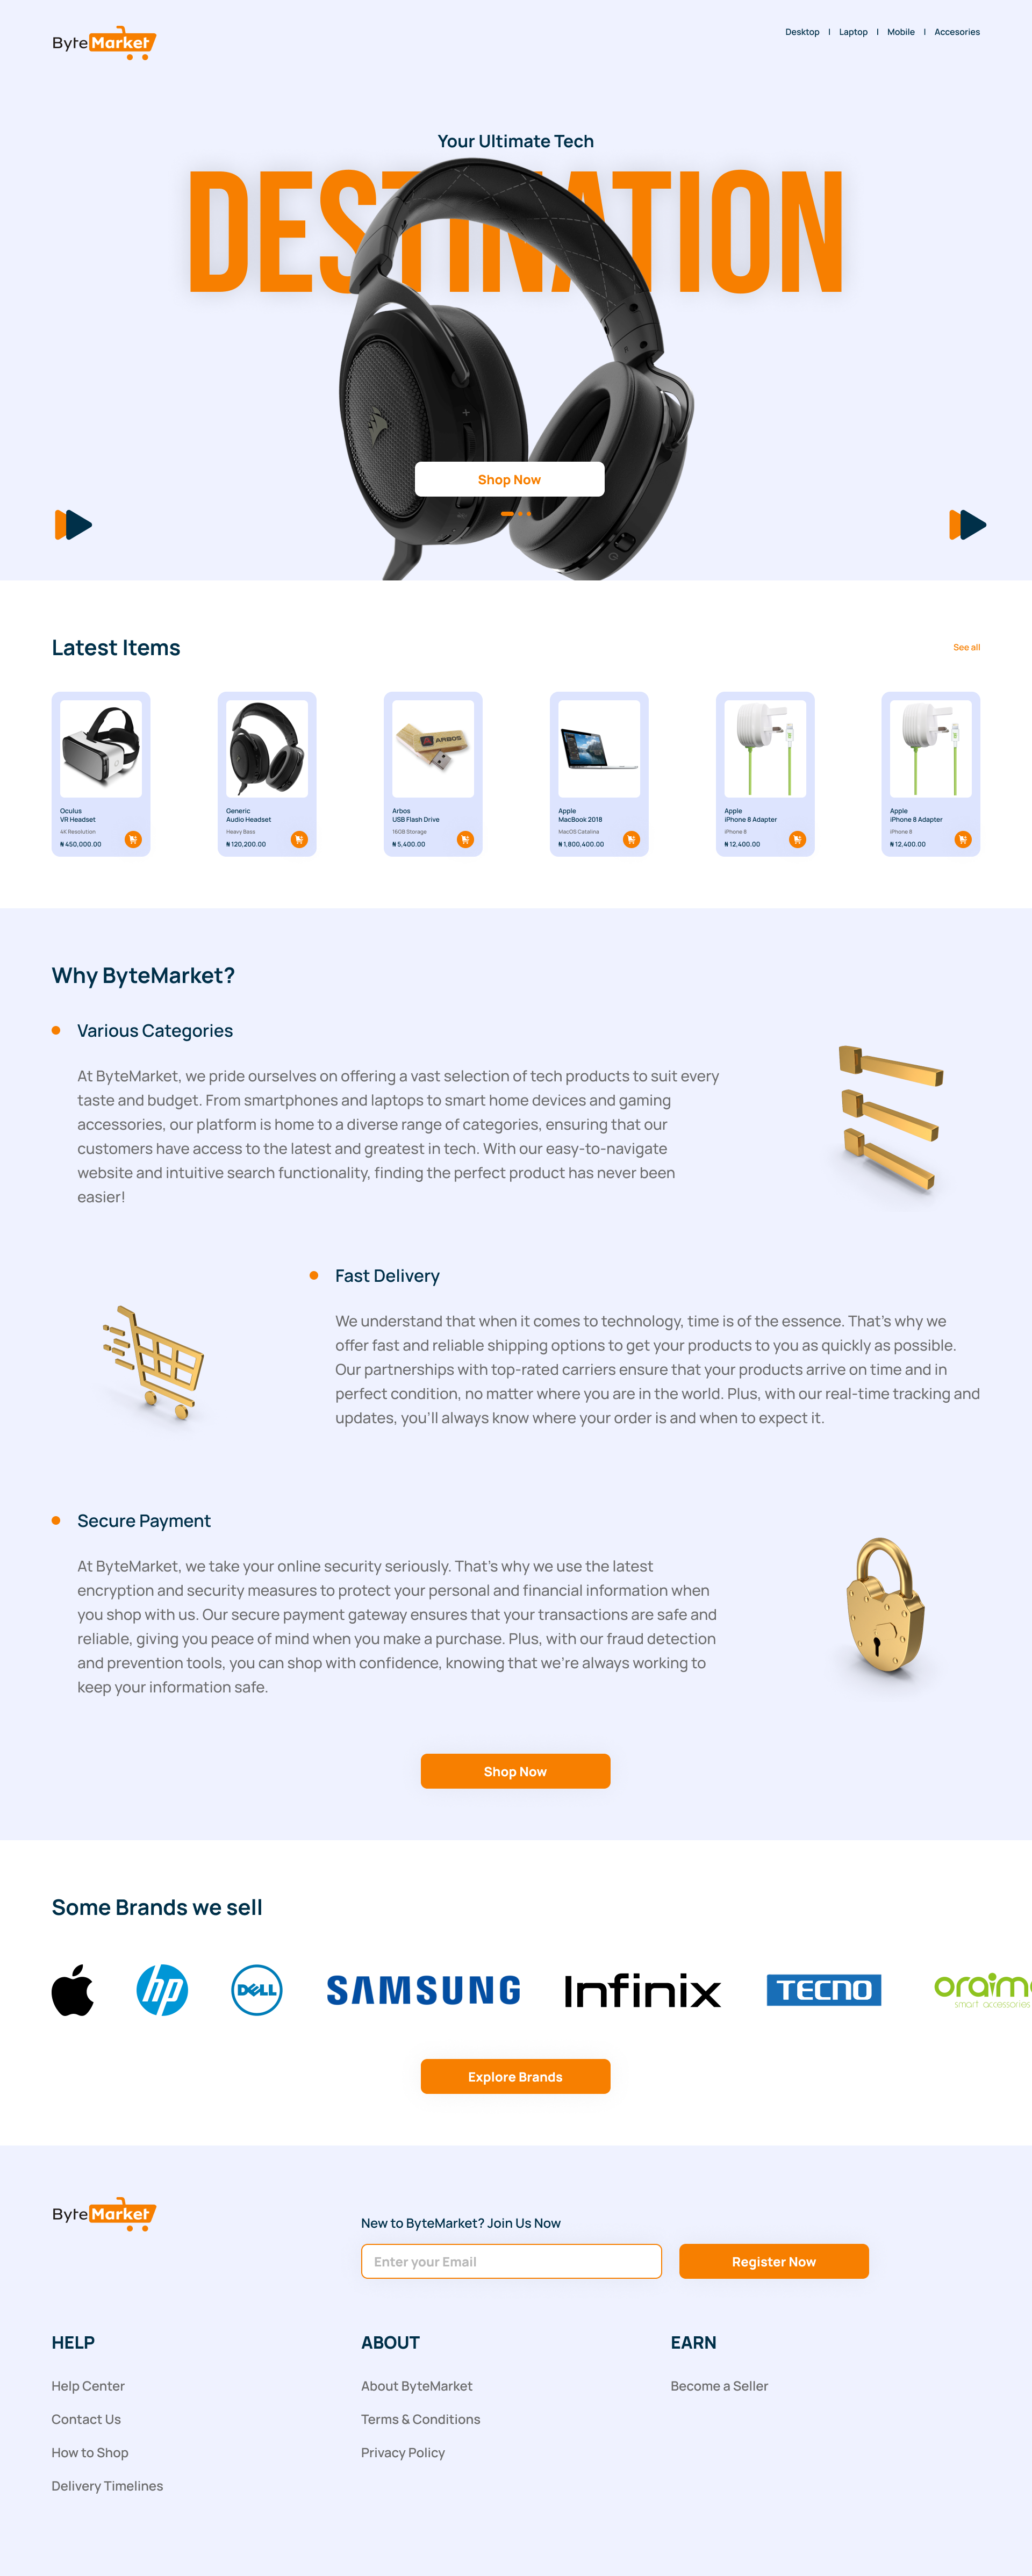 Byte Market
Desktop | Laptop | Mobile | Accesories
Your Ultimate Tech
DESTINATION
Shop Now
Latest Items
See all
Oculus
VR Headset
4K Resolution
₦ 450,000.00
Generic
Audio Headset
Heavy Bass
₦ 120,200.00
ARBOS
Arbos
USB Flash Drive
16GB Storage
₦ 5,400.00
Apple
MacBook 2018
MacOS Catalina
₦ 1,800,400.00
Apple
iPhone 8 Adapter
iPhone 8
₦ 12,400.00
Apple
iPhone 8 Adapter
iPhone 8
₦ 12,400.00
Why ByteMarket?
Various Categories
At ByteMarket, we pride ourselves on offering a vast selection of tech products to suit every
taste and budget. From smartphones and laptops to smart home devices and gaming
accessories, our platform is home to a diverse range of categories, ensuring that our
customers have access to the latest and greatest in tech. With our easy-to-navigate
website and intuitive search functionality, finding the perfect product has never been
easier!
Fast Delivery
We understand that when it comes to technology, time is of the essence. That's why we
offer fast and reliable shipping options to get your products to you as quickly as possible.
Our partnerships with top-rated carriers ensure that your products arrive on time and in
perfect condition, no matter where you are in the world. Plus, with our real-time tracking and
updates, you'll always know where your order is and when to expect it.
Secure Payment
At ByteMarket, we take your online security seriously. That's why we use the latest
encryption and security measures to protect your personal and financial information when
you shop with us. Our secure payment gateway ensures that your transactions are safe and
reliable, giving you peace of mind when you make a purchase. Plus, with our fraud detection
and prevention tools, you can shop with confidence, knowing that we're always working to
keep your information safe.
Shop Now
Some Brands we sell
hp DELL SAMSUNG Infinix TECNO oraim
smart accessories
Explore Brands
Byte Market
New to ByteMarket? Join Us Now
Enter your Email
Register Now
HELP
Help Center
Contact Us
How to Shop
Delivery Timelines
ABOUT
About ByteMarket
Terms & Conditions
Privacy Policy
EARN
Become a Seller